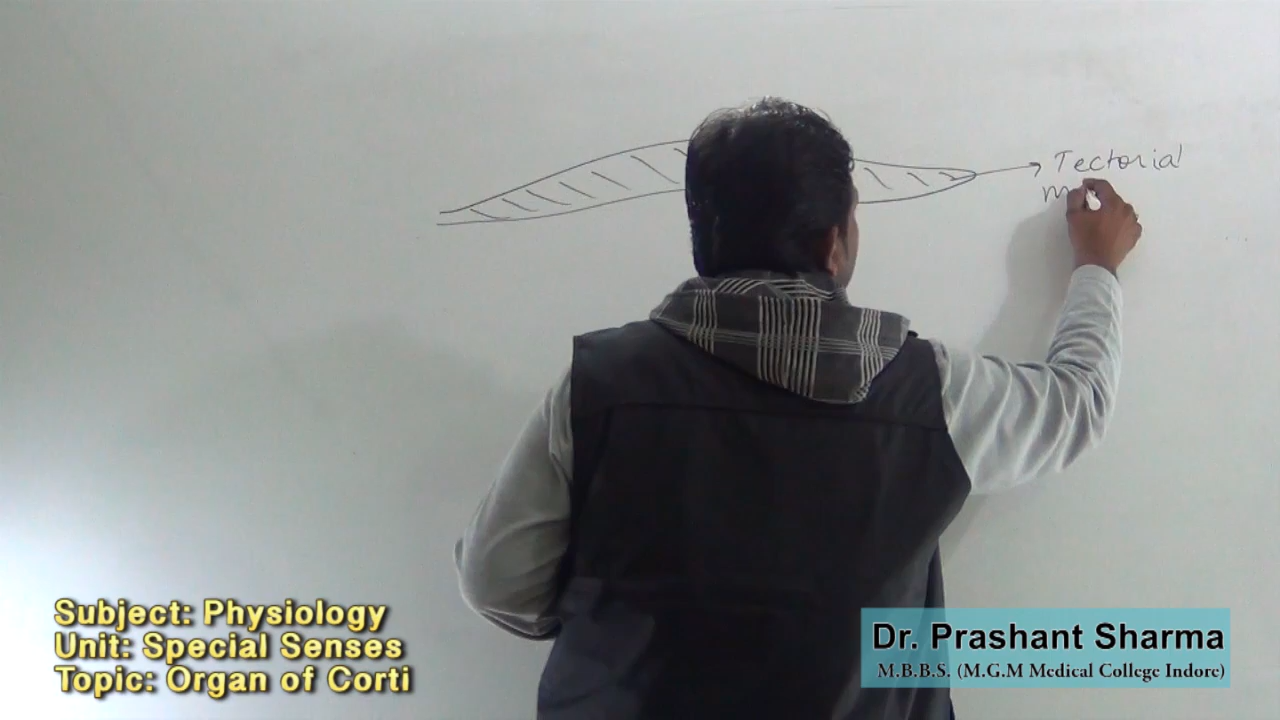 Tectorial
m
Subject: Physiology
Unit: Special Senses
Topic: Organ of Corti
Dr. Prashant Sharma
M.B.B.S. (M.G.M Medical College Indore)